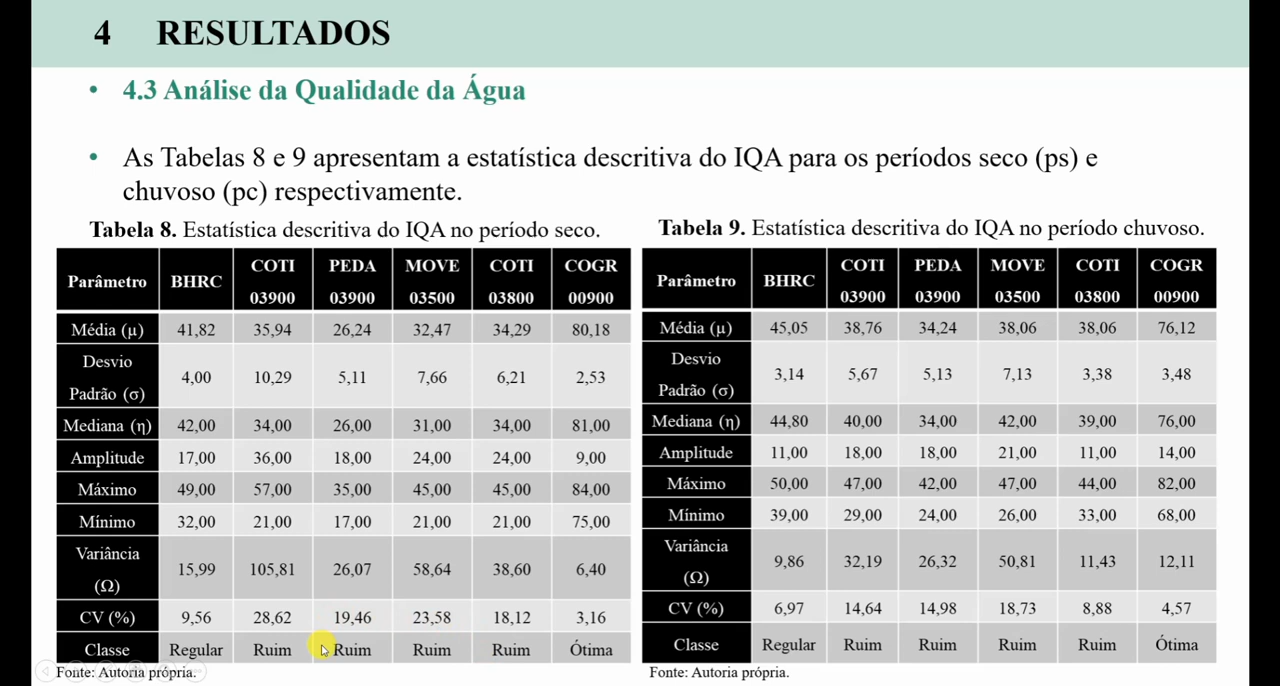 4 RESULTADOS
• 4.3 Análise da Qualidade da Água
• As Tabelas 8 e 9 apresentam a estatística descritiva do IQA para os períodos seco (ps) e
chuvoso (pc) respectivamente.
Tabela 8. Estatística descritiva do IQA no período seco.
Parâmetro BHRC COTI 03900 PEDA 03900 MOVE 03500 COTI 03800 COGR 00900
Média (μ) 41,82 35,94 26,24 32,47 34,29 80,18
Desvio Padrão (σ) 4,00 10,29 5,11 7,66 6,21 2,53
Mediana (η) 42,00 34,00 26,00 31,00 34,00 81,00
Amplitude 17,00 36,00 18,00 24,00 24,00 9,00
Máximo 49,00 57,00 35,00 45,00 45,00 84,00
Mínimo 32,00 21,00 17,00 21,00 21,00 75,00
Variância (Ω) 15,99 105,81 26,07 58,64 38,60 6,40
CV (%) 9,56 28,62 19,46 23,58 18,12 3,16
Classe Regular Ruim Ruim Ruim Ruim Ótima
Fonte: Autoria própria.
Tabela 9. Estatística descritiva do IQA no período chuvoso.
Parâmetro BHRC COTI 03900 PEDA 03900 MOVE 03500 COTI 03800 COGR 00900
Média (μ) 45,05 38,76 34,24 38,06 38,06 76,12
Desvio Padrão (σ) 3,14 5,67 5,13 7,13 3,38 3,48
Mediana (η) 44,80 40,00 34,00 42,00 39,00 76,00
Amplitude 11,00 18,00 18,00 21,00 11,00 14,00
Máximo 50,00 47,00 42,00 47,00 44,00 82,00
Mínimo 39,00 29,00 24,00 26,00 33,00 68,00
Variância (Ω) 9,86 32,19 26,32 50,81 11,43 12,11
CV (%) 6,97 14,64 14,98 18,73 8,88 4,57
Classe Regular Ruim Ruim Ruim Ruim Ótima
Fonte: Autoria própria.